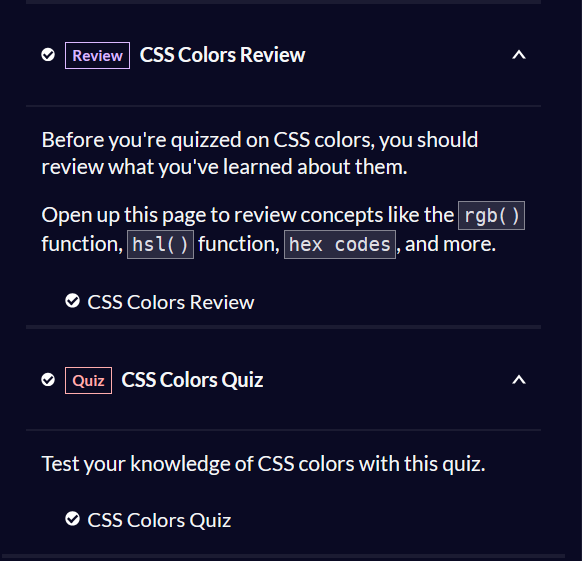 Review CSS Colors Review
Before you're quizzed on CSS colors, you should
review what you've learned about them.
Open up this page to review concepts like the rgb()
function, hsl() function, hex codes, and more.
CSS Colors Review
Quiz CSS Colors Quiz
Test your knowledge of CSS colors with this quiz.
CSS Colors Quiz